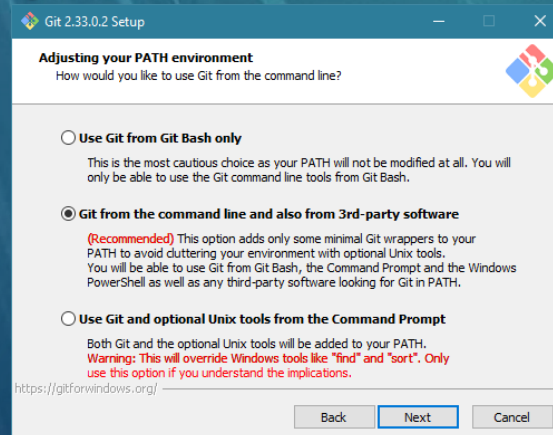 Git 2.33.0.2 Setup
Adjusting your PATH environment
How would you like to use Git from the command line?
Use Git from Git Bash only
This is the most cautious choice as your PATH will not be modified at all. You will
only be able to use the Git command line tools from Git Bash.
Git from the command line and also from 3rd-party software
(Recommended) This option adds only some minimal Git wrappers to your
PATH to avoid cluttering your environment with optional Unix tools.
You will be able to use Git from Git Bash, the Command Prompt and the Windows
PowerShell as well as any third-party software looking for Git in PATH.
Use Git and optional Unix tools from the Command Prompt
Both Git and the optional Unix tools will be added to your PATH.
Warning: This will override Windows tools like "find" and "sort". Only
use this option if you understand the implications.
https://gitforwindows.org/
Back Next Cancel